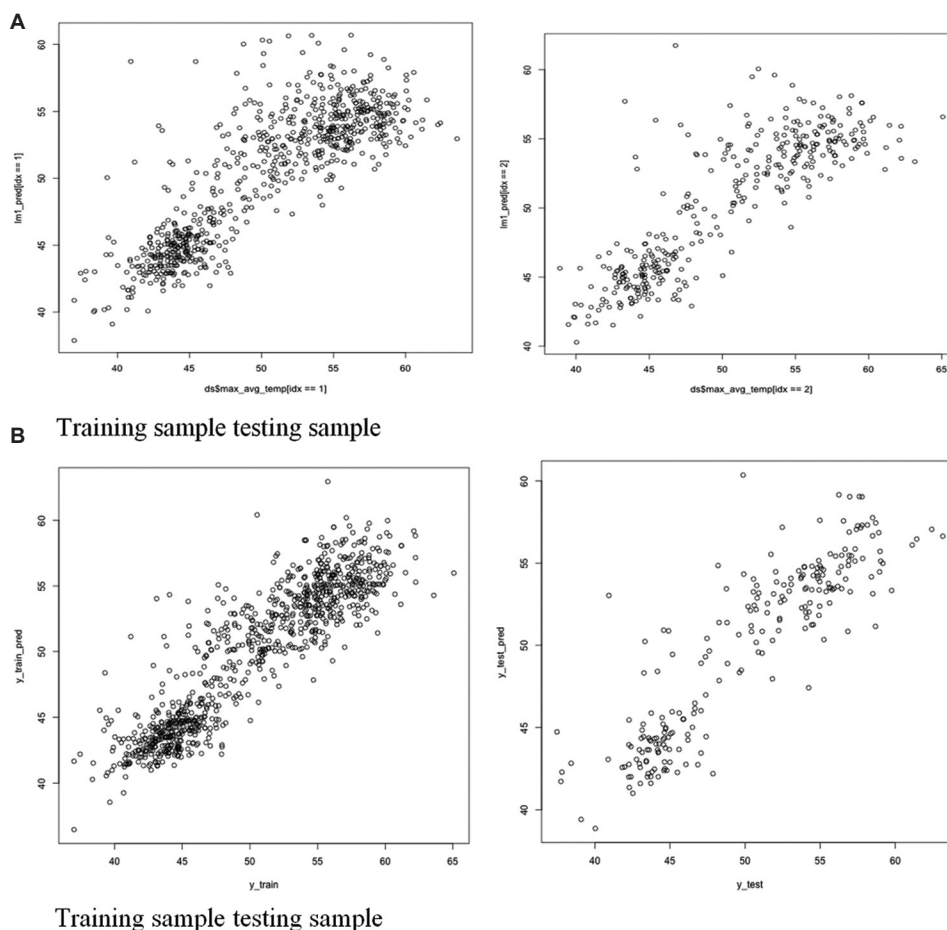 A
60
55
50
45
40
lm1_pred[idx == 1]
40 45 50 55 60
ds$max_avg_temp[idx == 1]
60
55
50
45
40
lm1_pred[idx == 2]
40 45 50 55 60 65
ds$max_avg_temp[idx == 2]
Training sample testing sample
B
60
55
50
45
40
y_train_pred
40 45 50 55 60 65
y_train
60
55
50
45
40
y_test_pred
40 45 50 55 60
y_test
Training sample testing sample